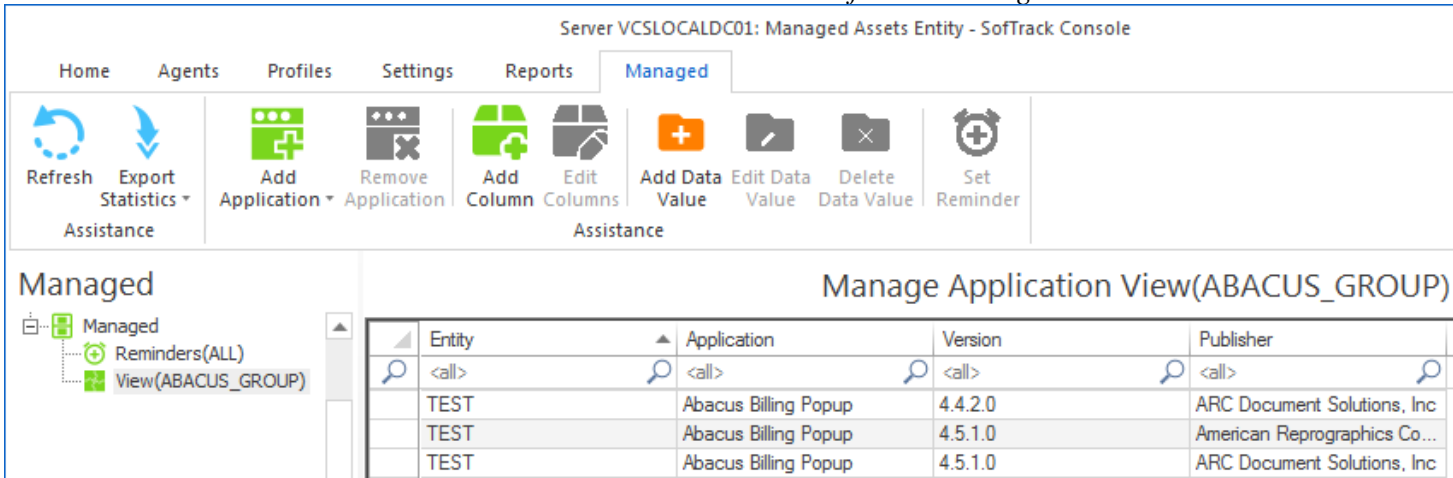 Server VCSLOCALDC01: Managed Assets Entity - SofTrack Console
Home Agents Profiles Settings Reports Managed
Refresh Export Statistics Add Application Remove Application Add Column Edit Columns Add Data Value Edit Data Value Delete Data Value Set Reminder
Assistance Assistance
Managed
Manage Application View(ABACUS_GROUP)
Managed
Reminders(ALL)
View(ABACUS_GROUP)
Entity Application Version Publisher
<all> <all> <all> <all>
TEST Abacus Billing Popup 4.4.2.0 ARC Document Solutions, Inc
TEST Abacus Billing Popup 4.5.1.0 American Reprographics Co...
TEST Abacus Billing Popup 4.5.1.0 ARC Document Solutions, Inc